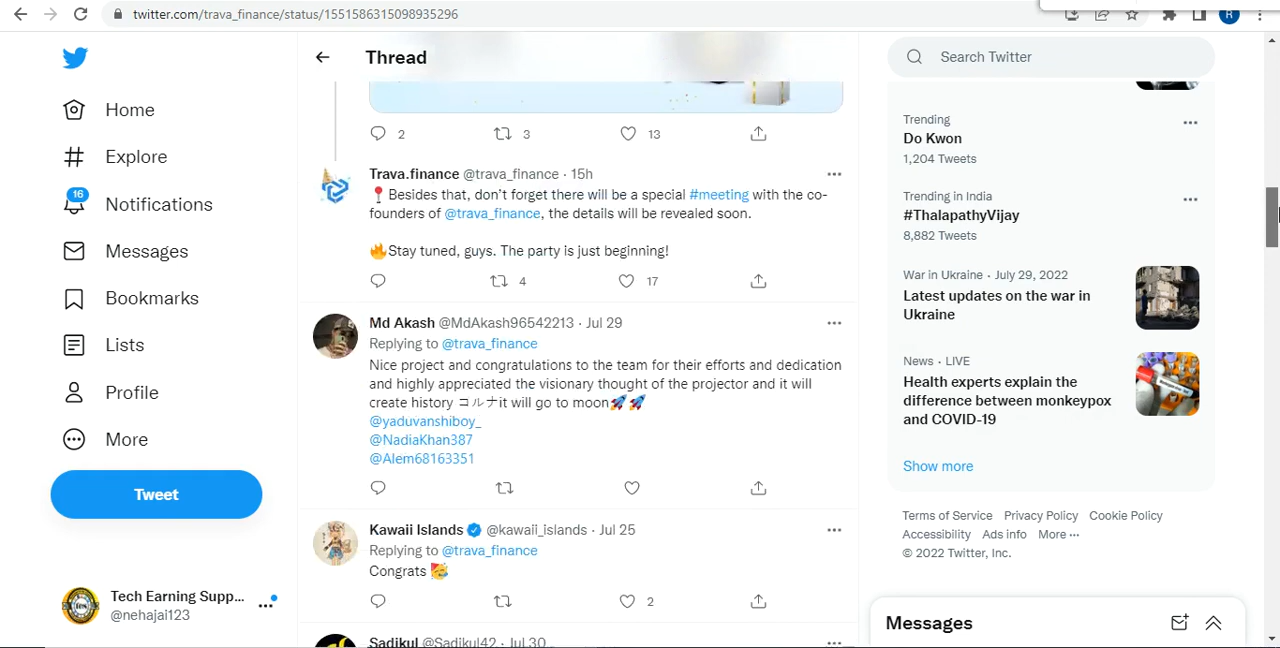 twitter.com/trava_finance/status/1551586315098935296
R
Home
Explore
16
Notifications
Messages
Bookmarks
Lists
Profile
More
Tweet
Tech Earning Supp...
@nehajai123
Thread
2 3 13
Trava.finance @trava_finance · 15h
📍Besides that, don't forget there will be a special #meeting with the co-
founders of @trava_finance, the details will be revealed soon.
🔥Stay tuned, guys. The party is just beginning!
4 17
Md Akash @MdAkash96542213 · Jul 29
Replying to @trava_finance
Nice project and congratulations to the team for their efforts and dedication
and highly appreciated the visionary thought of the projector and it will
create history コルナit will go to moon🚀🚀
@yaduvanshiboy_
@NadiaKhan387
@Alem68163351
Kawaii Islands @kawaii_islands · Jul 25
Replying to @trava_finance
Congrats 🥳
2
Sadikul @Sadikul42 · Jul 30
Search Twitter
Trending
Do Kwon
1,204 Tweets
Trending in India
#ThalapathyVijay
8,882 Tweets
War in Ukraine · July 29, 2022
Latest updates on the war in
Ukraine
News · LIVE
Health experts explain the
difference between monkeypox
and COVID-19
Show more
Terms of Service Privacy Policy Cookie Policy
Accessibility Ads info More ···
© 2022 Twitter, Inc.
Messages